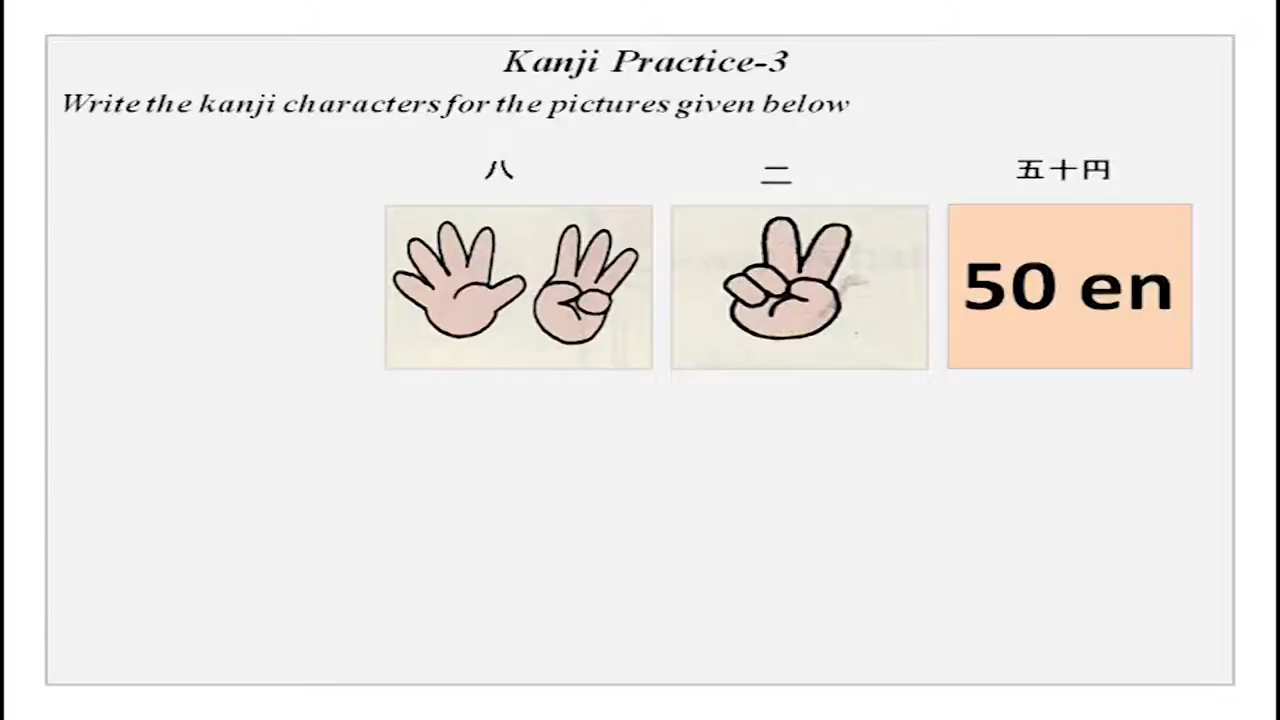 Kanji Practice-3
Write the kanji characters for the pictures given below
八 二 五十円
50 en